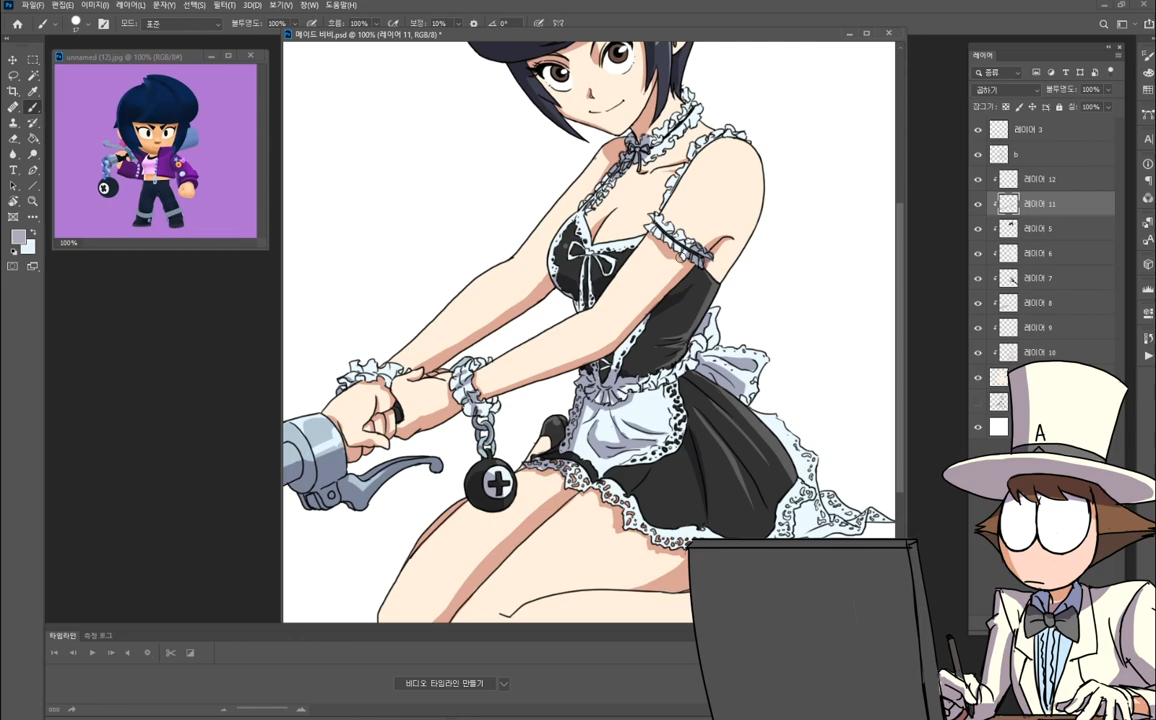 파일(F) 편집(E) 이미지(I) 레이어(L) 문자(Y) 선택(S) 필터(T) 3D(D) 보기(V) 창(W) 도움말(H)
17 모드: 표준 불투명도: 100% 흐름: 100% 보정: 10% 0°
unnamed (12).jpg @ 100% (RGB/8#)
100%
메이드 비비.psd @ 100% (레이어 11, RGB/8) *
레이어
종류
곱하기 불투명도: 100%
잠그기: 칠: 100%
레이어 3
b
레이어 12
레이어 11
레이어 5
레이어 6
레이어 7
레이어 8
레이어 9
레이어 10
A
타임라인 측정 로그
비디오 타임라인 만들기